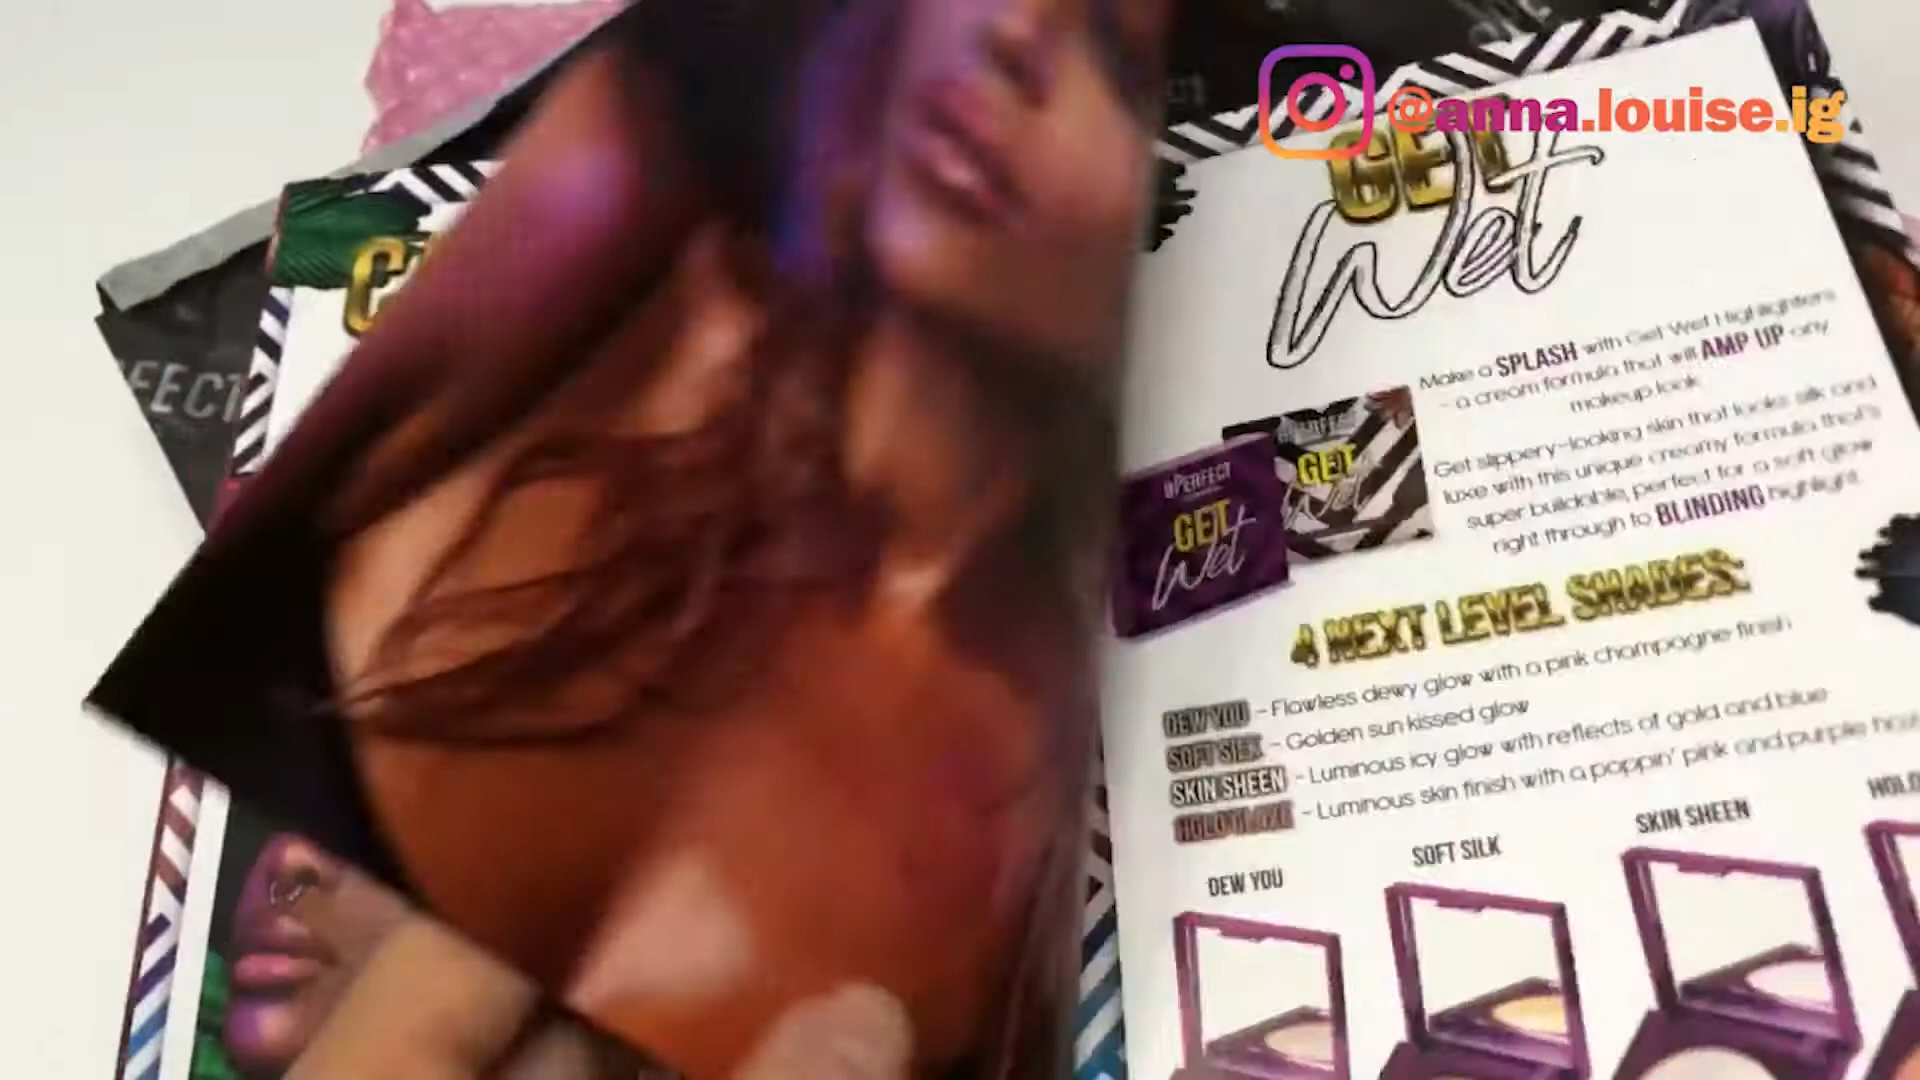 @anna.louise.ig
FECT
GET
Wet
Make a SPLASH with Get Wet Highlighters
- a cream formula that will AMP UP any
makeup look.
Get slippery-looking skin that looks silk and
luxe with this unique creamy formula that's
super buildable, perfect for a soft glow
right through to BLINDING highlight.
BPERFECT
GET
Wet
GET
Wet
4 NEXT LEVEL SHADES:
DEW YOU - Flawless dewy glow with a pink champagne finish
SOFT SILK - Golden sun kissed glow
SKIN SHEEN - Luminous icy glow with reflects of gold and blue
HOLO GLAZE - Luminous skin finish with a poppin' pink and purple
DEW YOU
SOFT SILK
SKIN SHEEN
HOLO